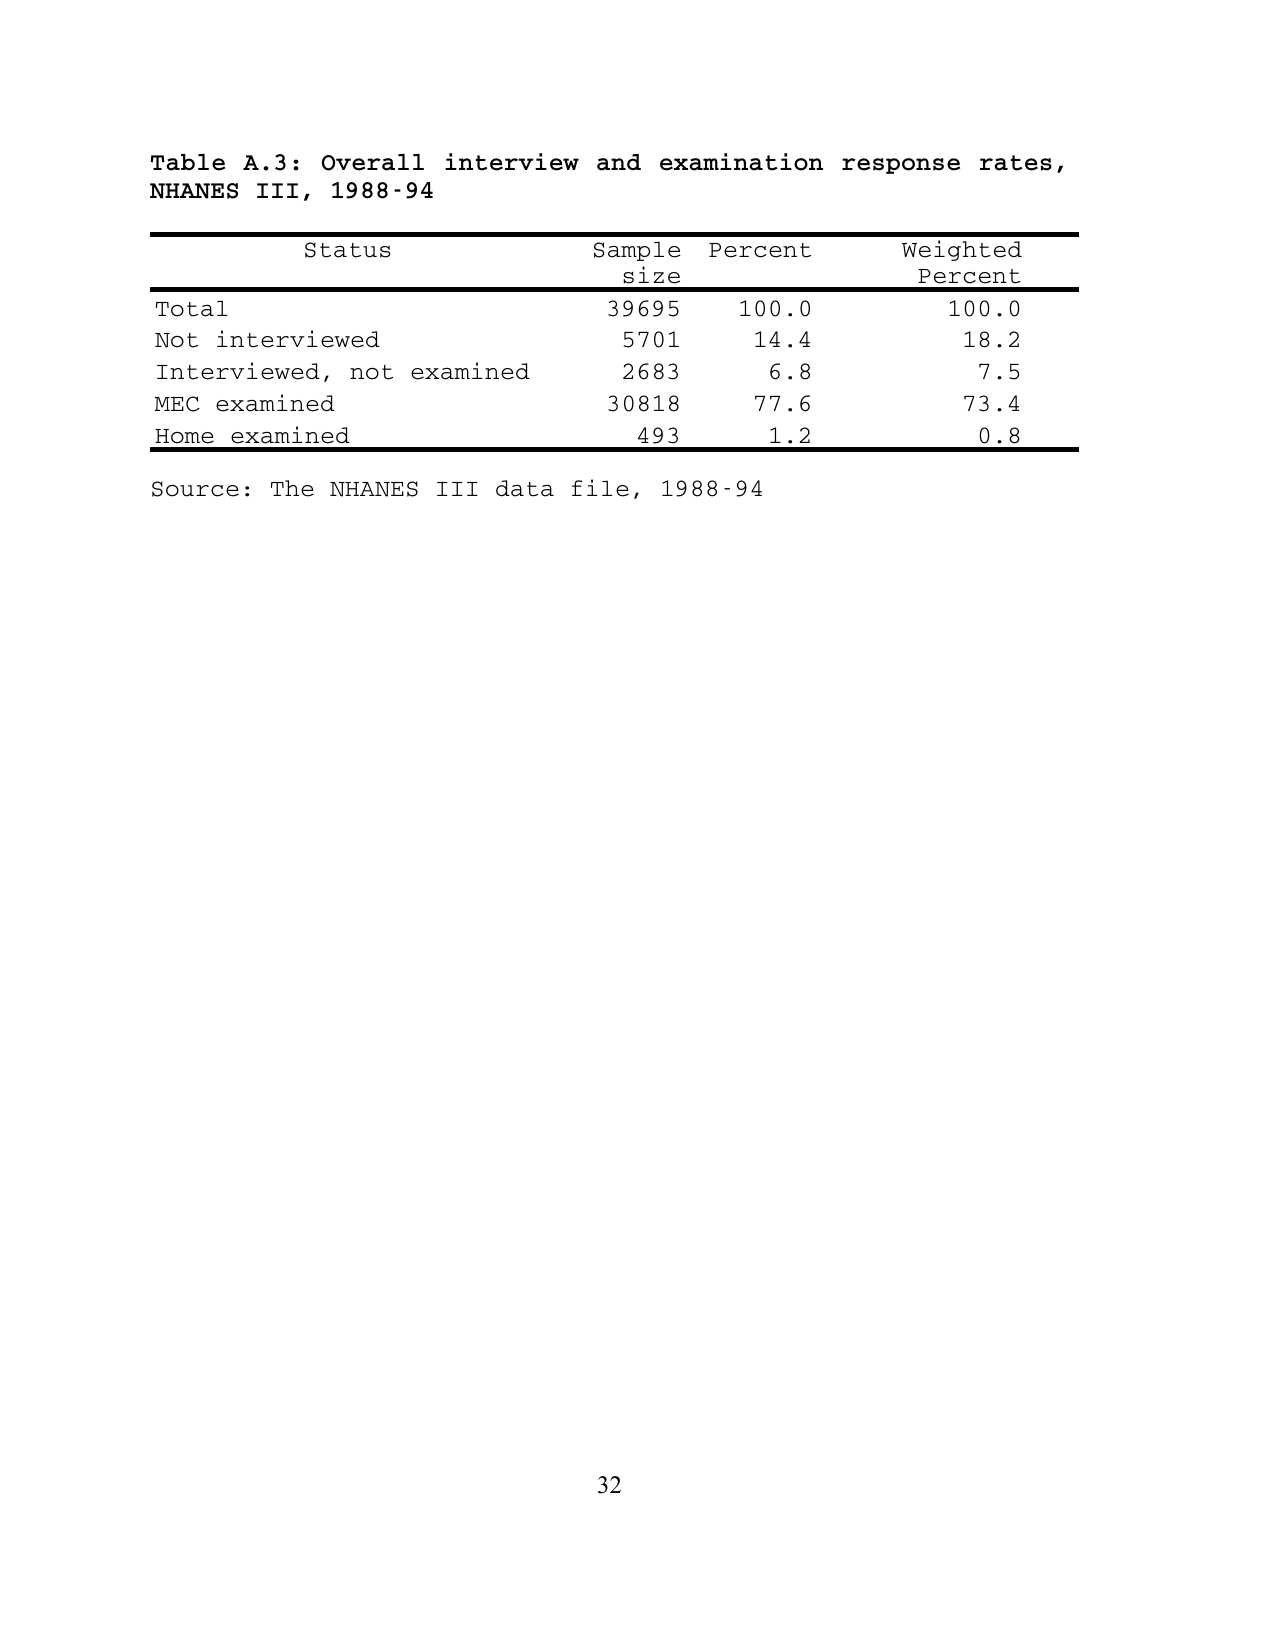 Table A.3: Overall interview and examination response rates,
NHANES III, 1988-94
Status Sample Percent Weighted
size Percent
Total 39695 100.0 100.0
Not interviewed 5701 14.4 18.2
Interviewed, not examined 2683 6.8 7.5
MEC examined 30818 77.6 73.4
Home examined 493 1.2 0.8
Source: The NHANES III data file, 1988-94
32